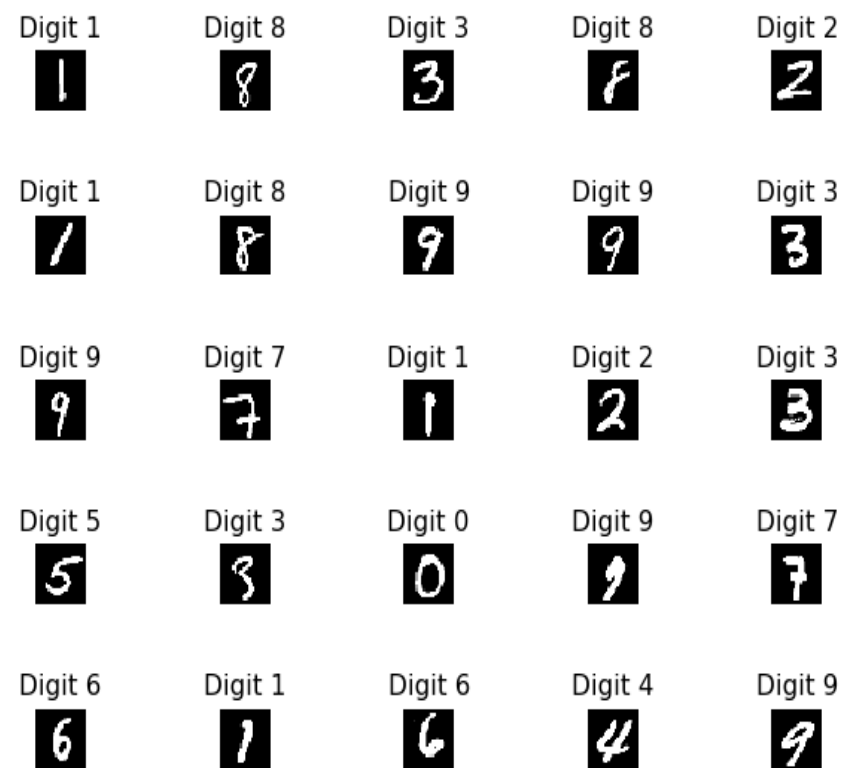 Digit 1 Digit 8 Digit 3 Digit 8 Digit 2
1 8 3 8 2
Digit 1 Digit 8 Digit 9 Digit 9 Digit 3
1 8 9 9 3
Digit 9 Digit 7 Digit 1 Digit 2 Digit 3
9 7 1 2 3
Digit 5 Digit 3 Digit 0 Digit 9 Digit 7
5 3 0 9 7
Digit 6 Digit 1 Digit 6 Digit 4 Digit 9
6 1 6 4 9